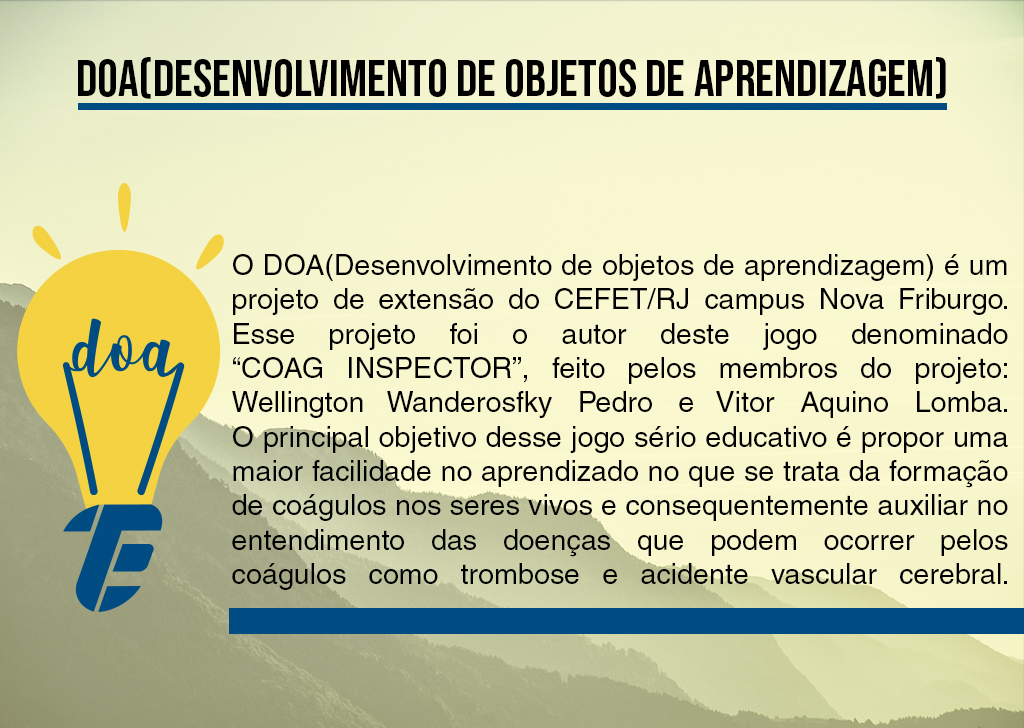 DOA(DESENVOLVIMENTO DE OBJETOS DE APRENDIZAGEM)
doa
O DOA(Desenvolvimento de objetos de aprendizagem) é um
projeto de extensão do CEFET/RJ campus Nova Friburgo.
Esse projeto foi o autor deste jogo denominado
“COAG INSPECTOR”, feito pelos membros do projeto:
Wellington Wanderosfky Pedro e Vitor Aquino Lomba.
O principal objetivo desse jogo sério educativo é propor uma
maior facilidade no aprendizado no que se trata da formação
de coágulos nos seres vivos e consequentemente auxiliar no
entendimento das doenças que podem ocorrer pelos
coágulos como trombose e acidente vascular cerebral.